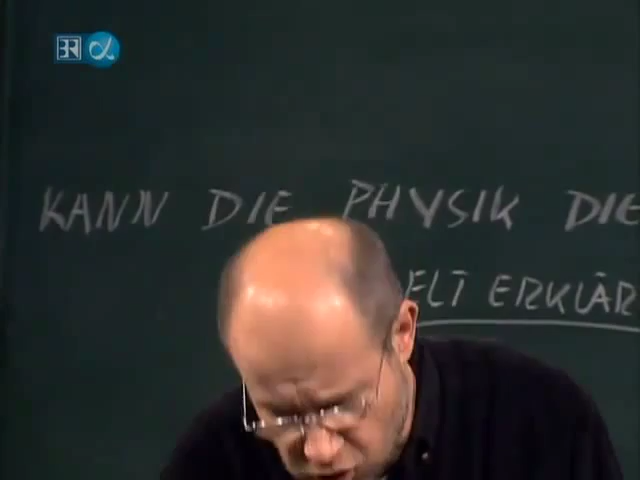 BR α
KANN DIE PHYSIK DIE
ELT ERKLÄR